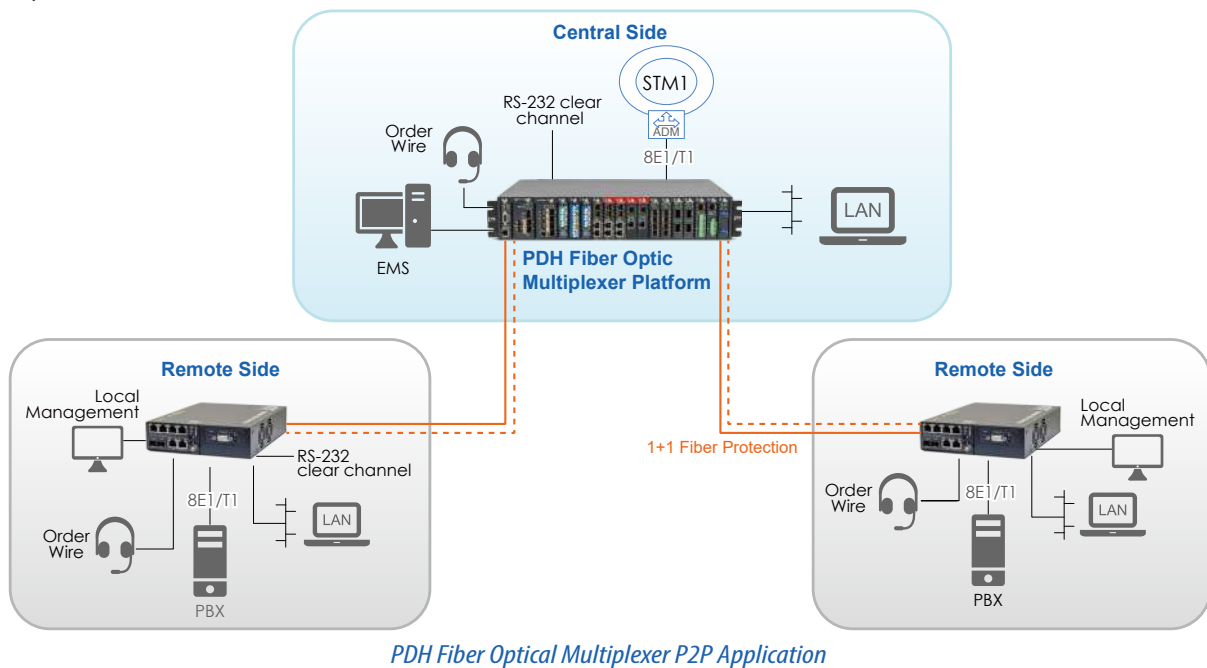 Central Side
STM1
ADM
8E1/T1
RS-232 clear
channel
Order
Wire
EMS
LAN
PDH Fiber Optic
Multiplexer Platform
Remote Side
Local
Management
RS-232
clear channel
8E1/T1
Order
Wire
LAN
PBX
1+1 Fiber Protection
Remote Side
Local
Management
Order
Wire
8E1/T1
LAN
PBX
PDH Fiber Optical Multiplexer P2P Application